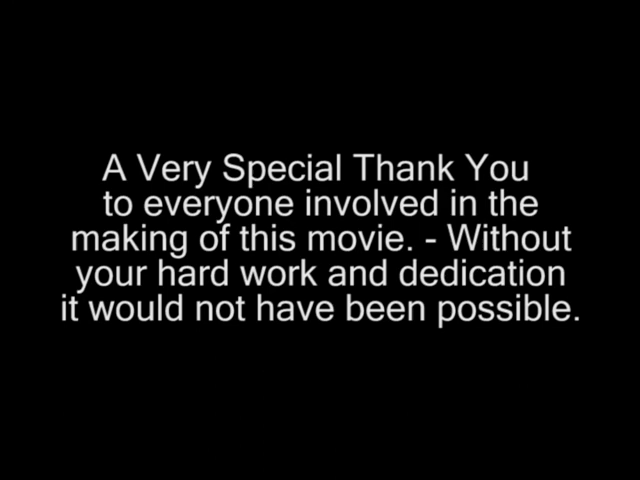 A Very Special Thank You
to everyone involved in the
making of this movie. - Without
your hard work and dedication
it would not have been possible.